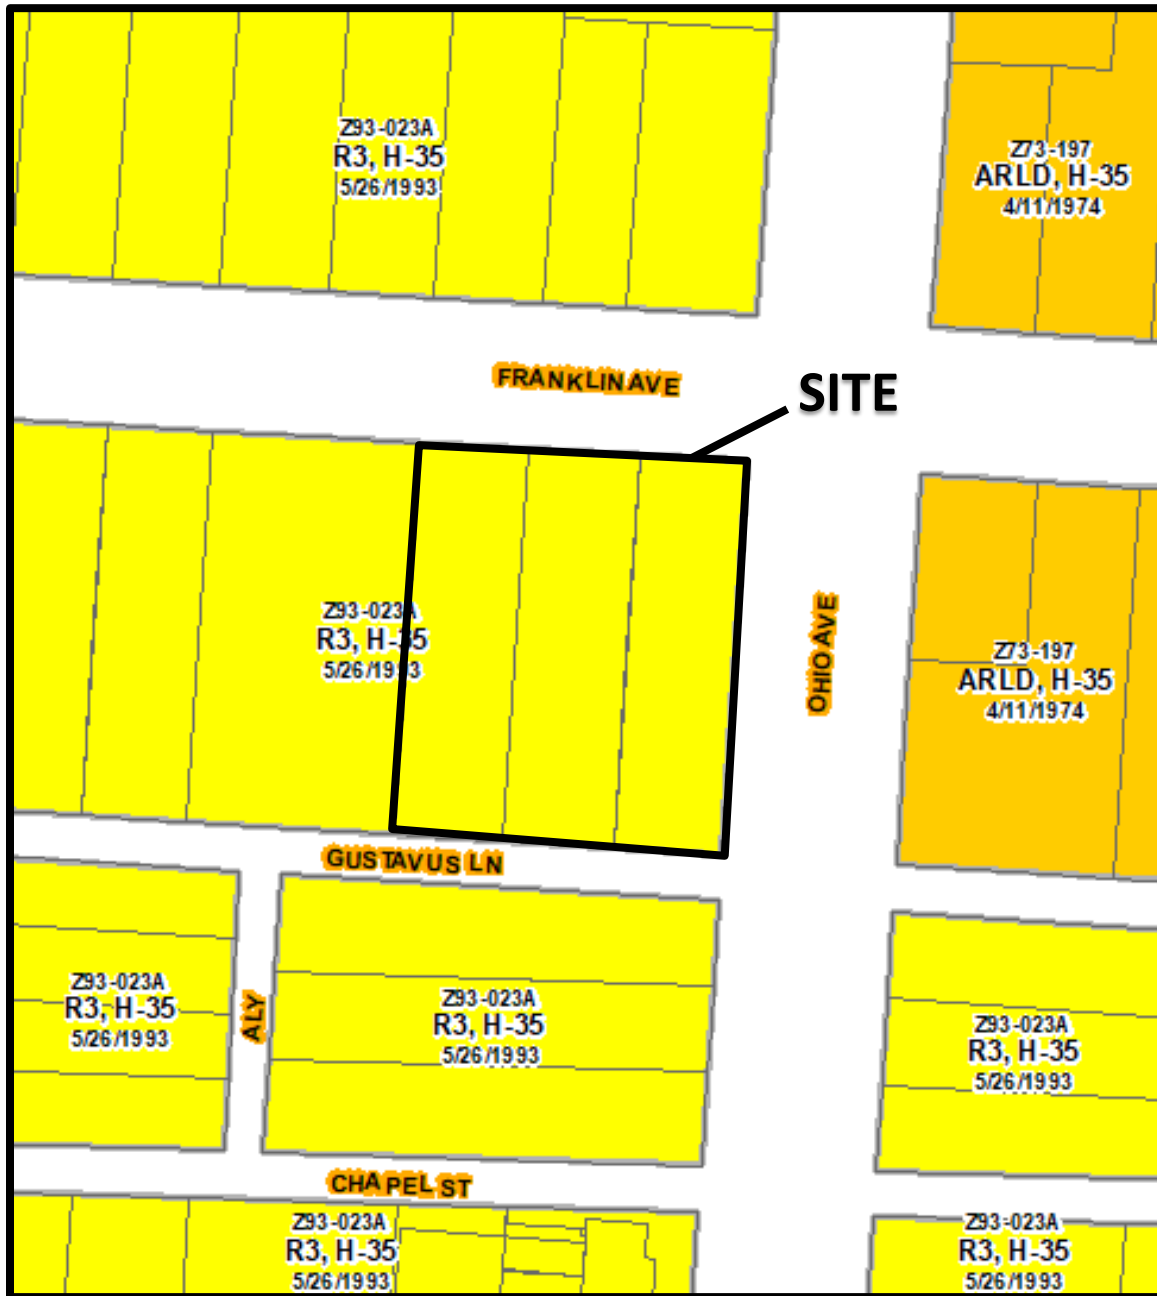 Z93-023A
R3, H-35
5/26/1993
Z73-197
ARLD, H-35
4/11/1974
FRANKLIN AVE
SITE
Z93-023A
R3, H-35
5/26/1993
OHIO AVE
Z73-197
ARLD, H-35
4/11/1974
GUSTAVUS LN
Z93-023A
R3, H-35
5/26/1993
ALY
Z93-023A
R3, H-35
5/26/1993
Z93-023A
R3, H-35
5/26/1993
CHAPEL ST
Z93-023A
R3, H-35
5/26/1993
Z93-023A
R3, H-35
5/26/1993